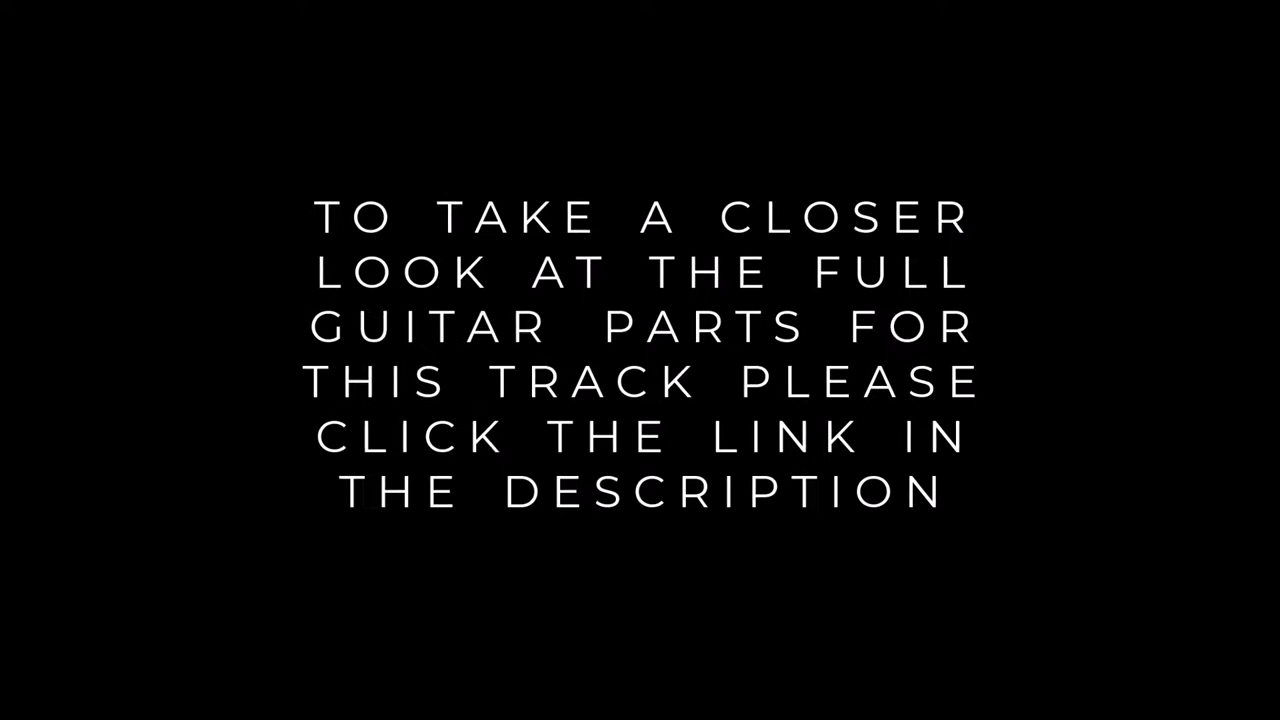 TO TAKE A CLOSER
LOOK AT THE FULL
GUITAR PARTS FOR
THIS TRACK PLEASE
CLICK THE LINK IN
THE DESCRIPTION